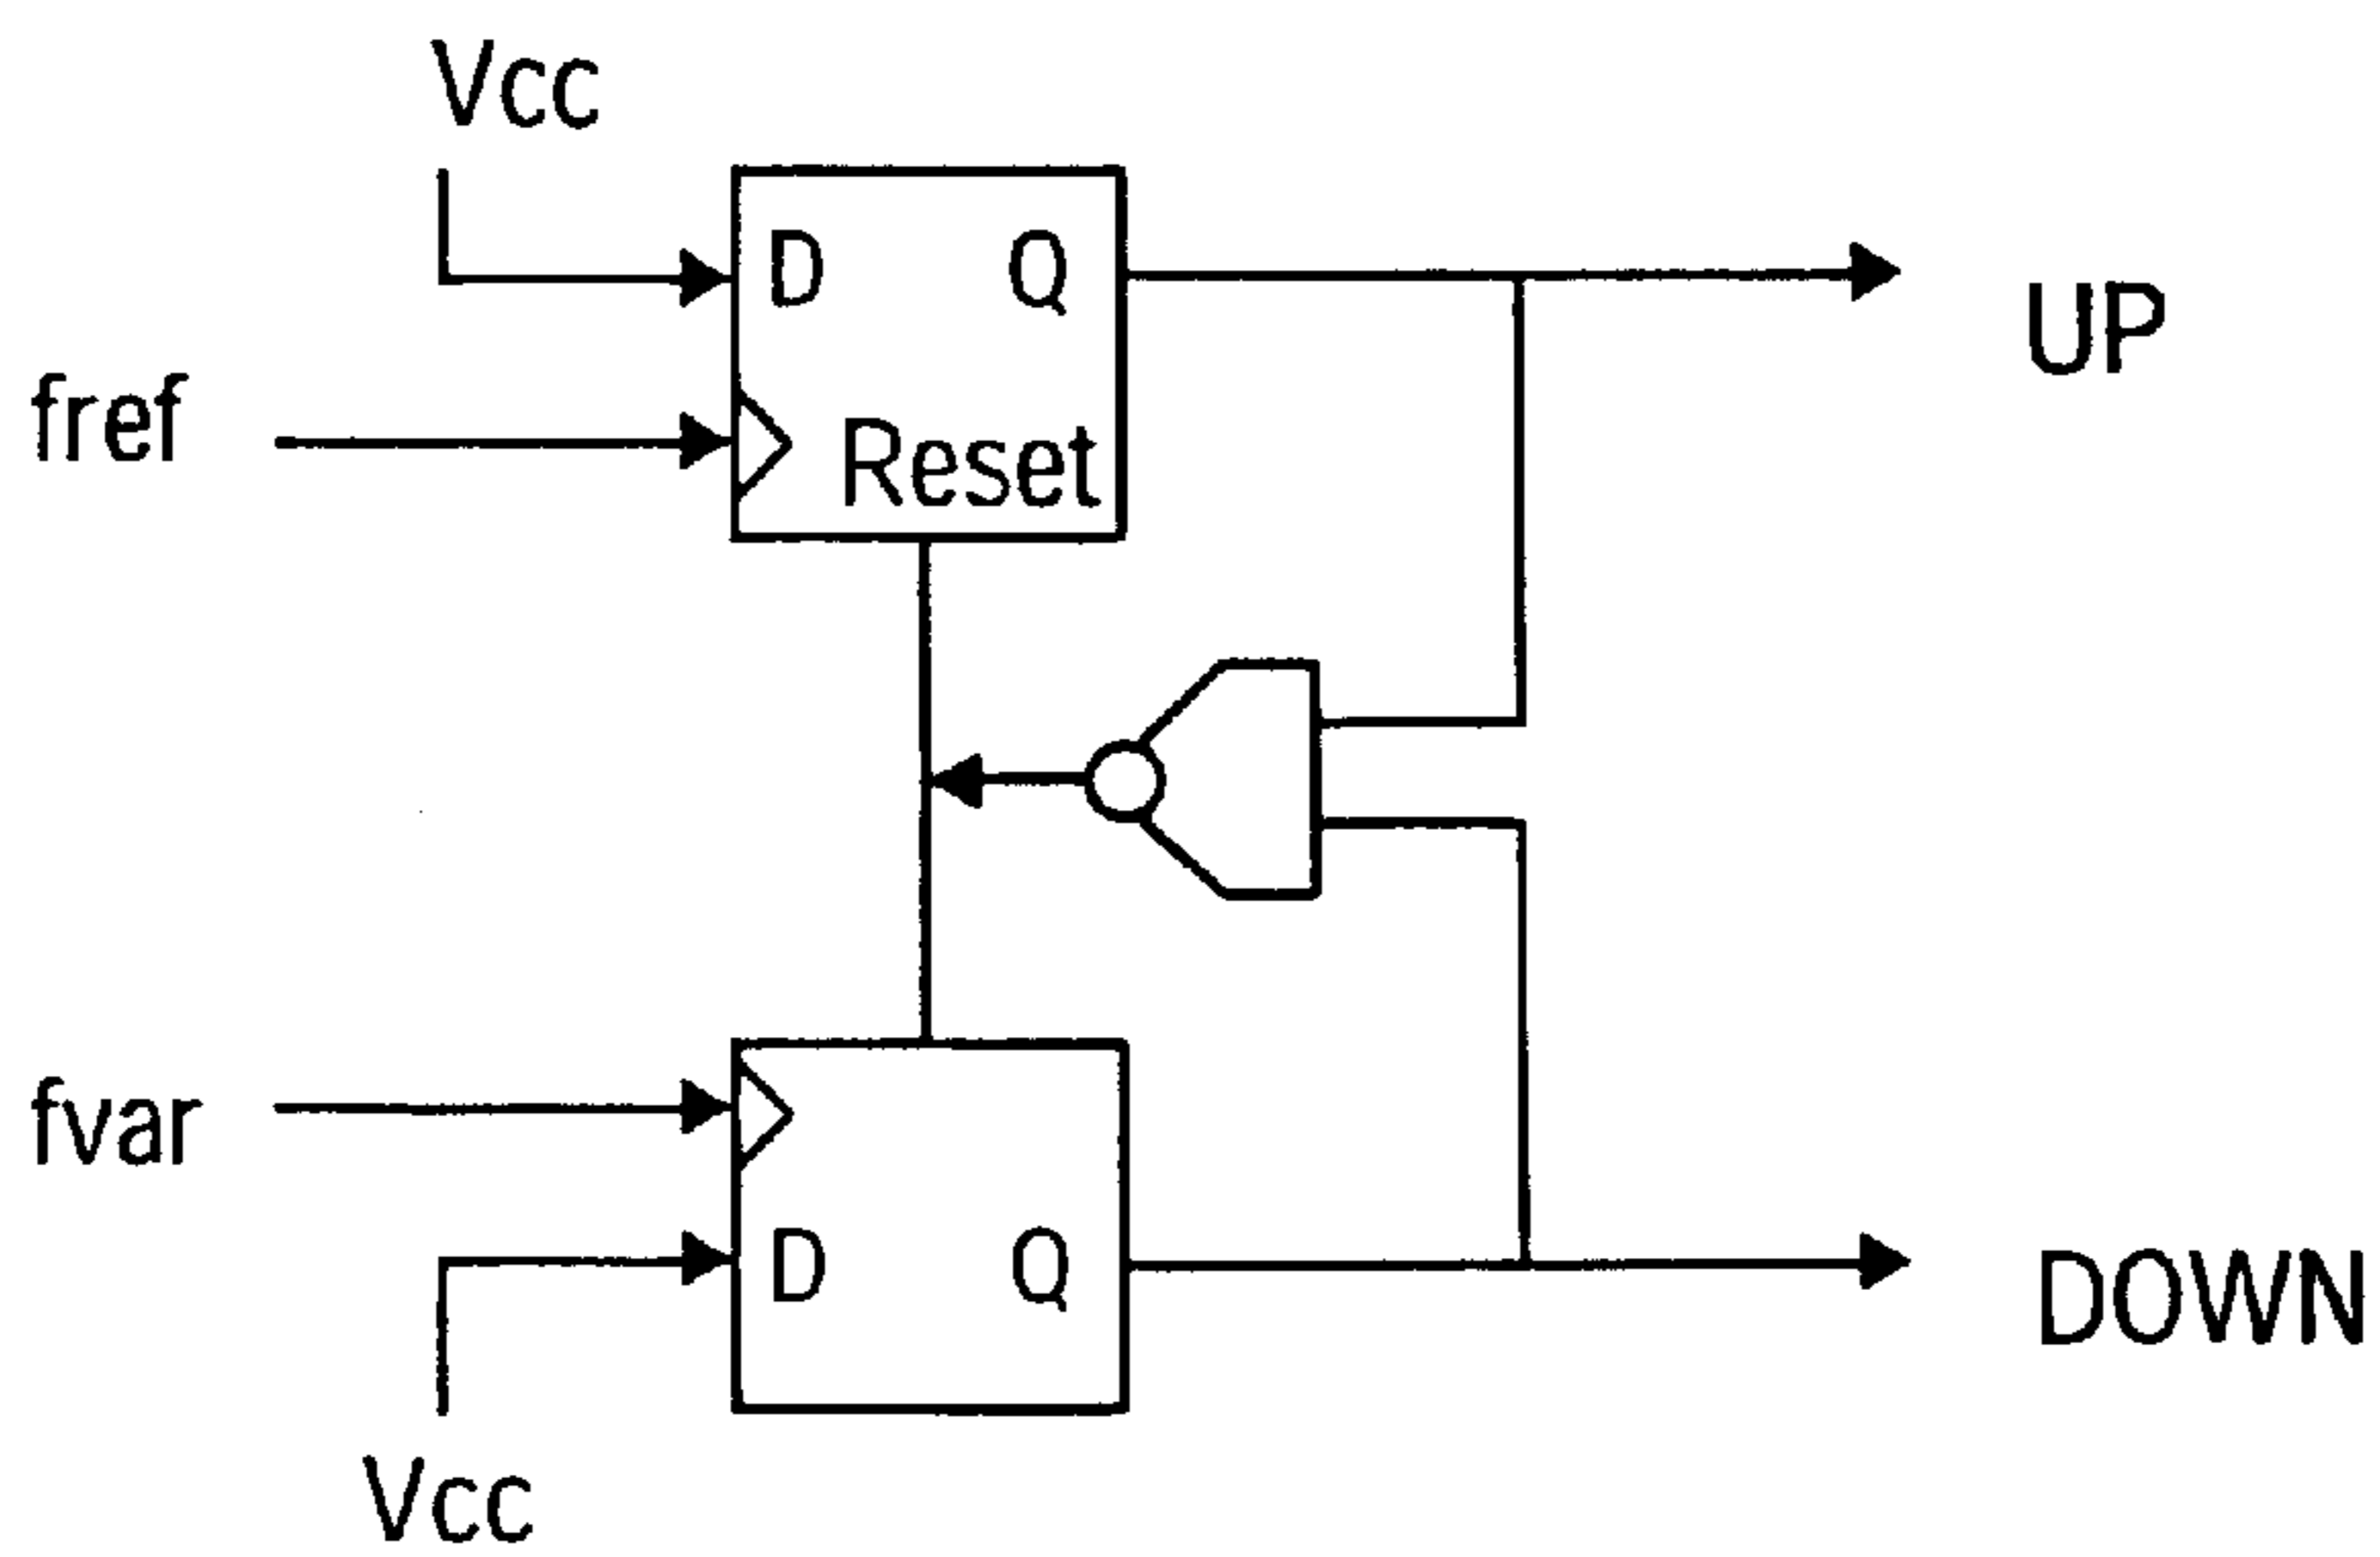 Vcc
D Q
UP
fref
Reset
fvar
D Q
DOWN
Vcc